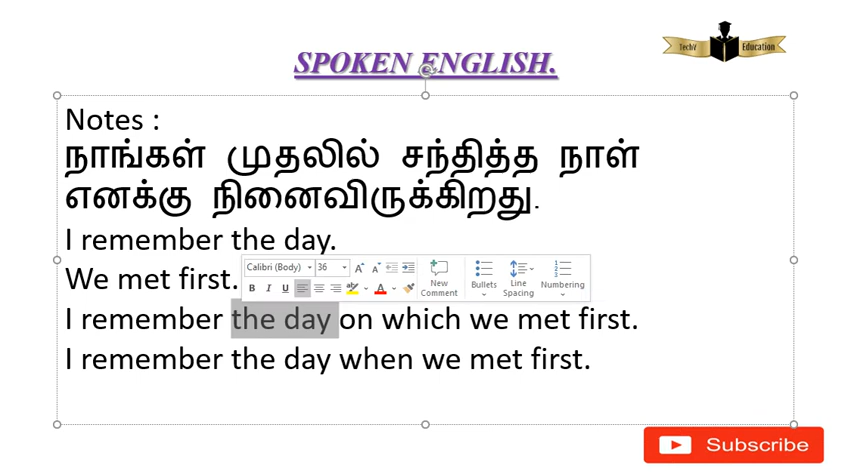 TechY Education
SPOKEN ENGLISH.
Notes :
நாங்கள் முதலில் சந்தித்த நாள்
எனக்கு நினைவிருக்கிறது.
I remember the day.
Calibri (Body) 36
We met first.
B I U
New Comment
Bullets
Line Spacing
Numbering
I remember the day on which we met first.
I remember the day when we met first.
Subscribe